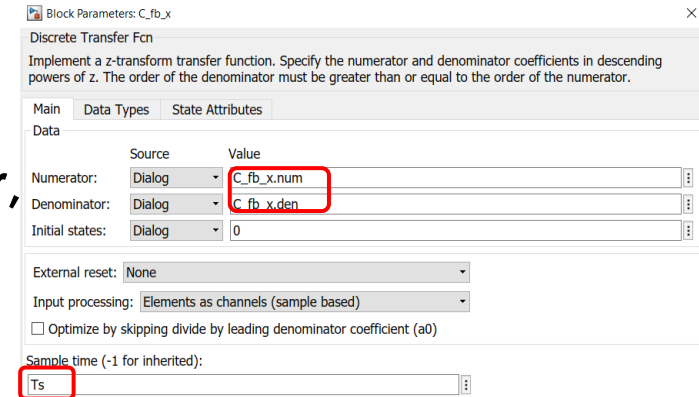 Block Parameters: C_fb_x
Discrete Transfer Fcn
Implement a z-transform transfer function. Specify the numerator and denominator coefficients in descending
powers of z. The order of the denominator must be greater than or equal to the order of the numerator.
Main Data Types State Attributes
Data
Source Value
Numerator: Dialog C_fb_x.num
Denominator: Dialog C_fb_x.den
Initial states: Dialog 0
External reset: None
Input processing: Elements as channels (sample based)
Optimize by skipping divide by leading denominator coefficient (a0)
Sample time (-1 for inherited):
Ts